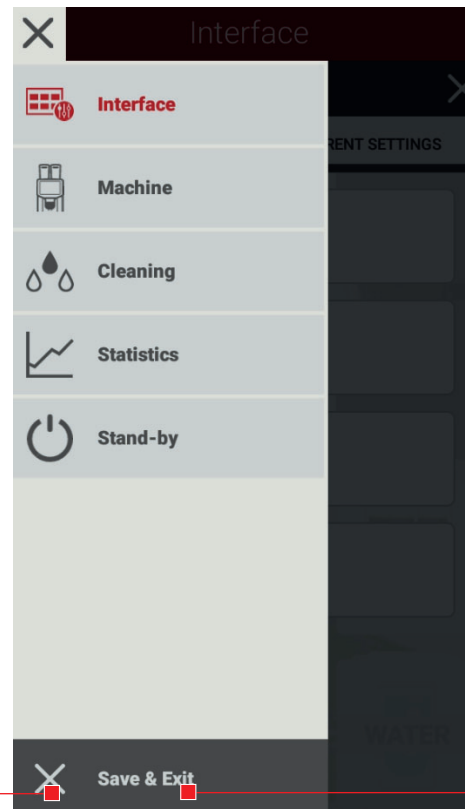 Interface
Interface
RENT SETTINGS
Machine
Cleaning
Statistics
Stand-by
WATER
Save & Exit